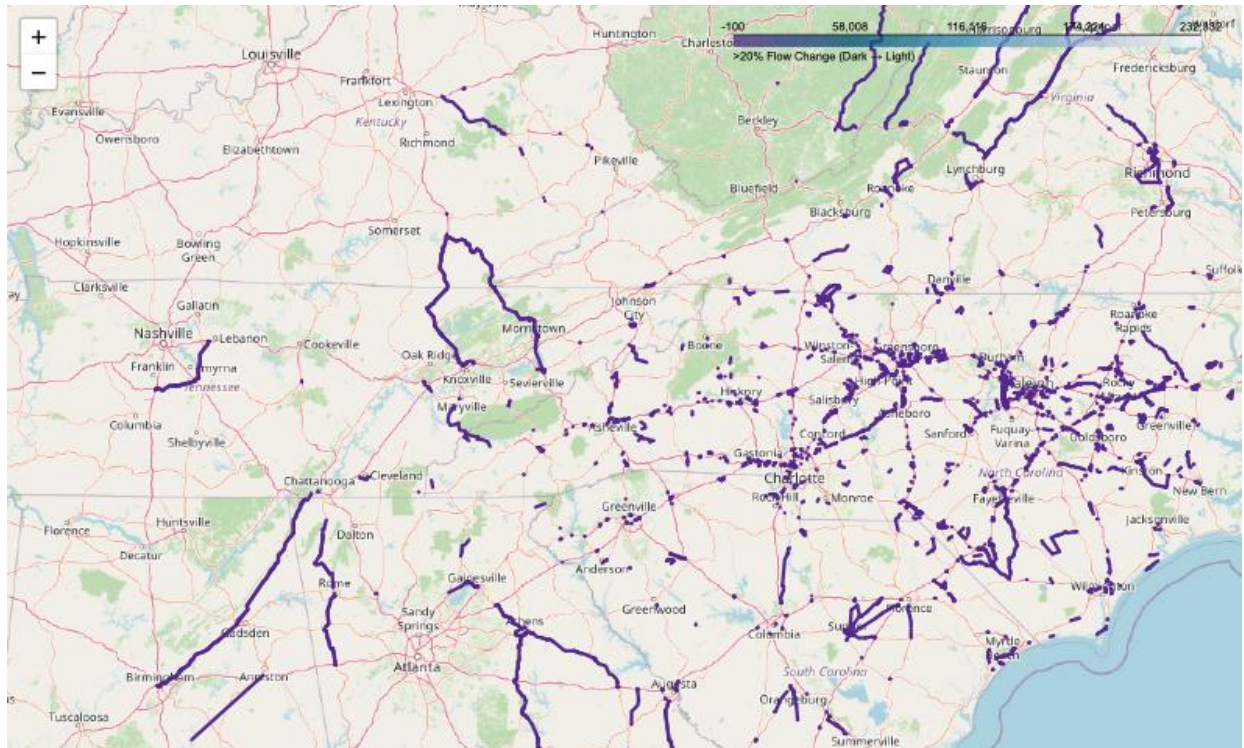 +
−
-100 58,008 116,116 174,224 232,332
>20% Flow Change (Dark → Light)
Huntington
Charlesto
Harrisonburg
Louisville
Staunton
Fredericksburg
Frankfort
Lexington
Virginia
Evansville
Kentucky
Beckley
Owensboro
Richmond
Elizabethtown
Pikeville
Lynchburg
Richmond
Bluefield
Roanoke
Blacksburg
Petersburg
Somerset
Hopkinsville
Bowling
Green
Danville
Suffolk
Clarksville
Johnson
City
Gallatin
Roanoke
Rapids
Nashville
Lebanon
Morristown
Cookeville
Boone
Winston-
Salem
Greensboro
Durham
Franklin
Smyrna
Oak Ridge
Knoxville
Sevierville
High Point
Raleigh
Rocky
Tennessee
Hickory
Maryville
Salisbury
Asheboro
Columbia
Asheville
Concord
Sanford
Fuquay-
Varina
Greenville
Shelbyville
Goldsboro
Gastonia
Chattanooga
Cleveland
Charlotte
North Carolina
Kinston
New Bern
Rock Hill
Monroe
Fayetteville
Florence
Huntsville
Greenville
Jacksonville
Decatur
Dalton
Rome
Gainesville
Anderson
Wilmington
Sandy
Springs
Greenwood
Florence
Gadsden
Athens
Columbia
Sumter
Atlanta
Myrtle
Beach
Birmingham
Anniston
Augusta
South Carolina
Orangeburg
Tuscaloosa
Summerville